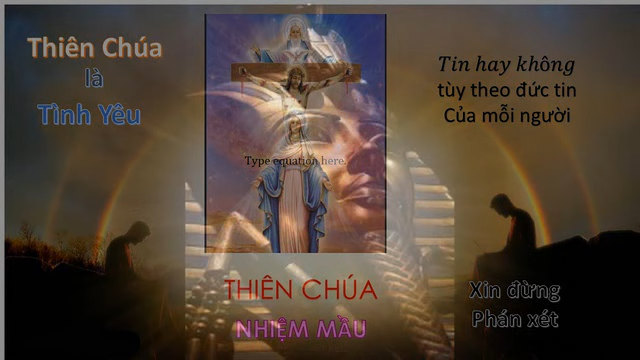 Thiên Chúa
là
Tình Yêu
Tin hay không
tùy theo đức tin
Của mỗi người
Type equation here.
THIÊN CHÚA
NHIỆM MẦU
Xin đừng
Phán xét